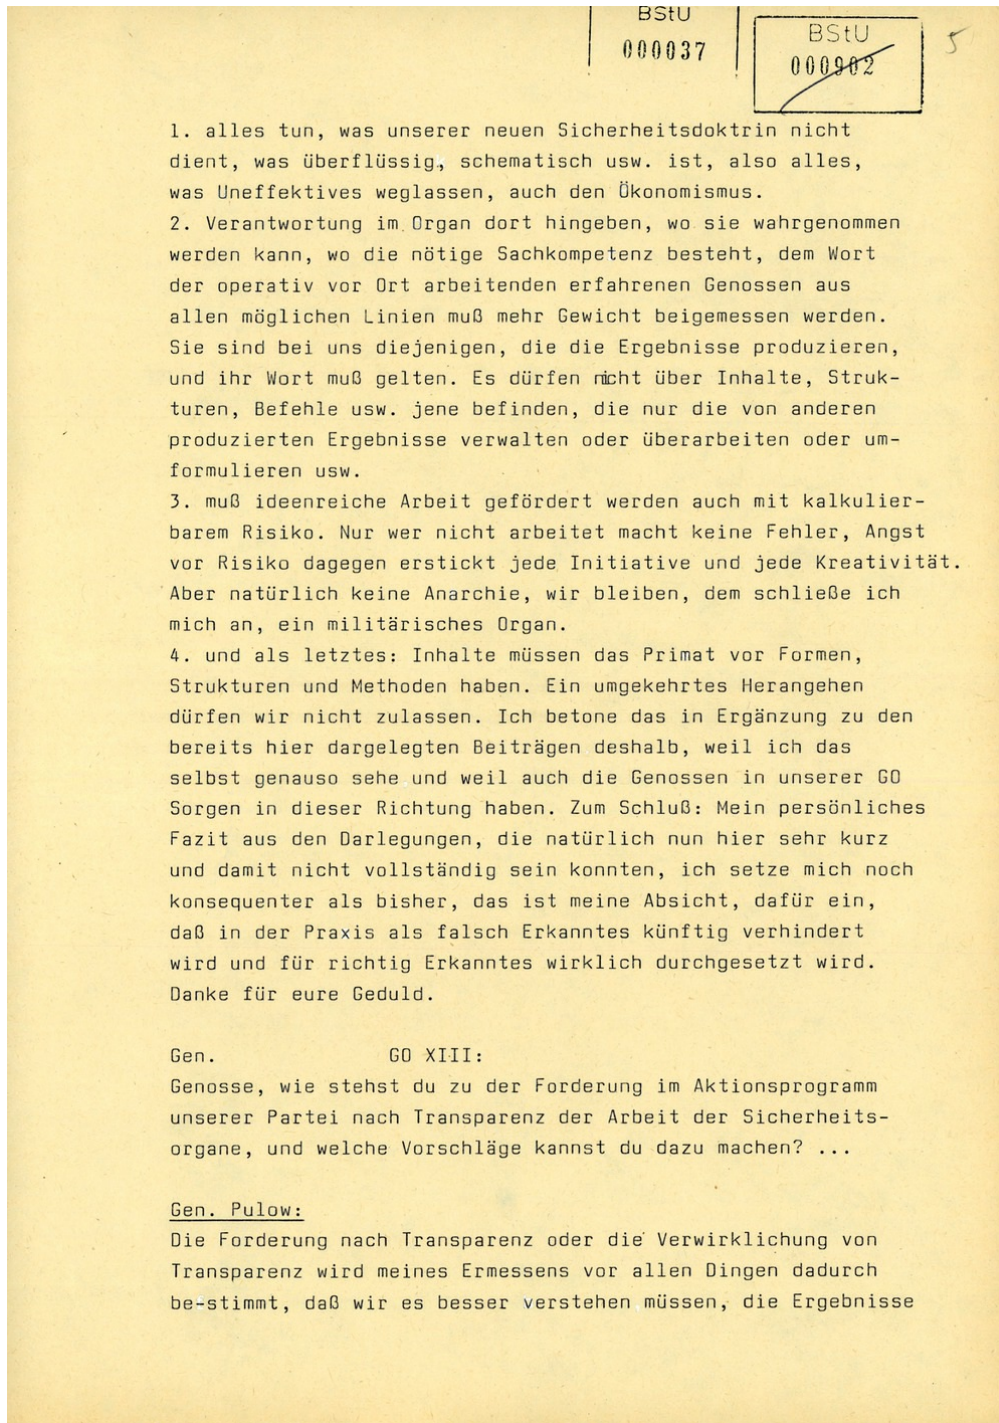 BStU
000037
BStU
000902
5
1. alles tun, was unserer neuen Sicherheitsdoktrin nicht
dient, was überflüssig, schematisch usw. ist, also alles,
was Uneffektives weglassen, auch den Ökonomismus.
2. Verantwortung im Organ dort hingeben, wo sie wahrgenommen
werden kann, wo die nötige Sachkompetenz besteht, dem Wort
der operativ vor Ort arbeitenden erfahrenen Genossen aus
allen möglichen Linien muß mehr Gewicht beigemessen werden.
Sie sind bei uns diejenigen, die die Ergebnisse produzieren,
und ihr Wort muß gelten. Es dürfen nicht über Inhalte, Struk-
turen, Befehle usw. jene befinden, die nur die von anderen
produzierten Ergebnisse verwalten oder überarbeiten oder um-
formulieren usw.
3. muß ideenreiche Arbeit gefördert werden auch mit kalkulier-
barem Risiko. Nur wer nicht arbeitet macht keine Fehler, Angst
vor Risiko dagegen erstickt jede Initiative und jede Kreativität.
Aber natürlich keine Anarchie, wir bleiben, dem schließe ich
mich an, ein militärisches Organ.
4. und als letztes: Inhalte müssen das Primat vor Formen,
Strukturen und Methoden haben. Ein umgekehrtes Herangehen
dürfen wir nicht zulassen. Ich betone das in Ergänzung zu den
bereits hier dargelegten Beiträgen deshalb, weil ich das
selbst genauso sehe und weil auch die Genossen in unserer GO
Sorgen in dieser Richtung haben. Zum Schluß: Mein persönliches
Fazit aus den Darlegungen, die natürlich nun hier sehr kurz
und damit nicht vollständig sein konnten, ich setze mich noch
konsequenter als bisher, das ist meine Absicht, dafür ein,
daß in der Praxis als falsch Erkanntes künftig verhindert
wird und für richtig Erkanntes wirklich durchgesetzt wird.
Danke für eure Geduld.
Gen. GO XIII:
Genosse, wie stehst du zu der Forderung im Aktionsprogramm
unserer Partei nach Transparenz der Arbeit der Sicherheits-
organe, und welche Vorschläge kannst du dazu machen? ...
Gen. Pulow:
Die Forderung nach Transparenz oder die Verwirklichung von
Transparenz wird meines Ermessens vor allen Dingen dadurch
be-stimmt, daß wir es besser verstehen müssen, die Ergebnisse